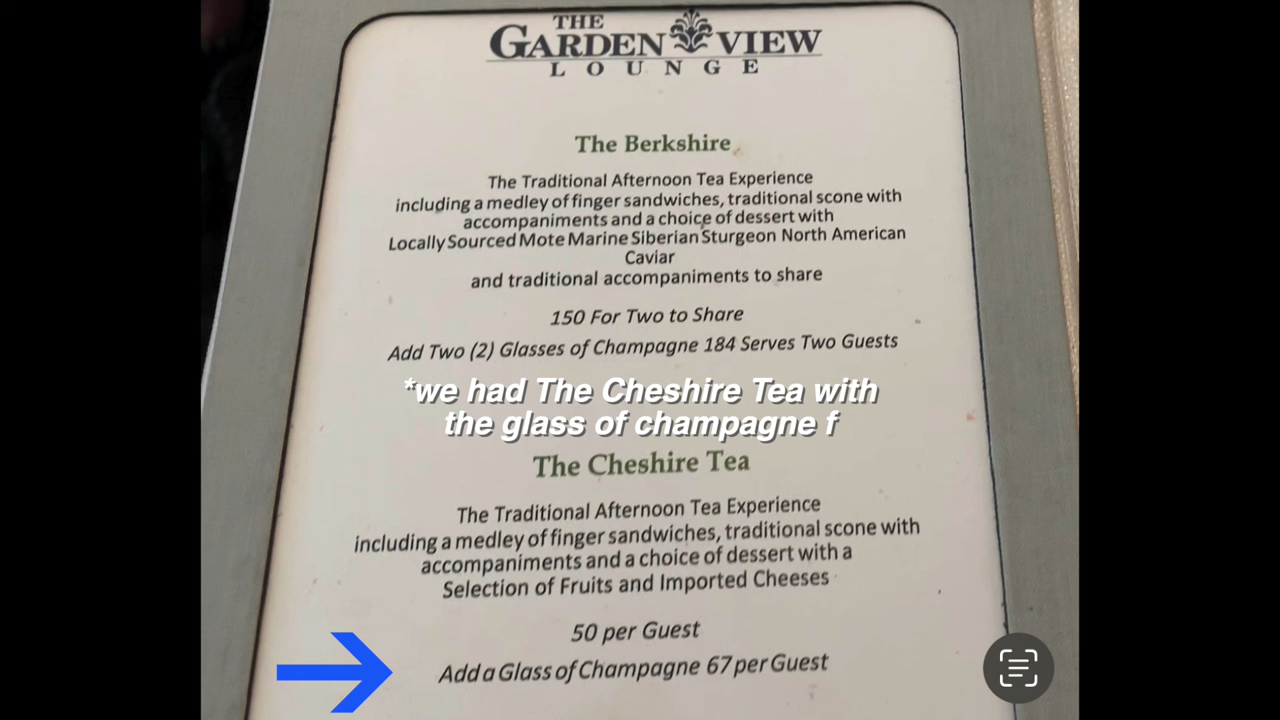 THE
GARDEN VIEW
LOUNGE
The Berkshire
The Traditional Afternoon Tea Experience
including a medley of finger sandwiches, traditional scone with
accompaniments and a choice of dessert with
Locally Sourced Mote Marine Siberian Sturgeon North American
Caviar
and traditional accompaniments to share
150 For Two to Share
Add Two (2) Glasses of Champagne 184 Serves Two Guests
*we had The Cheshire Tea with
the glass of champagne f
The Cheshire Tea
The Traditional Afternoon Tea Experience
including a medley of finger sandwiches, traditional scone with
accompaniments and a choice of dessert with a
Selection of Fruits and Imported Cheeses
50 per Guest
Add a Glass of Champagne 67 per Guest